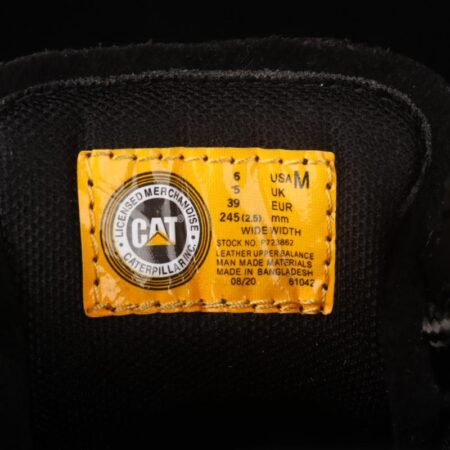 LICENSED MERCHANDISE
CAT
CATERPILLAR INC.
6 USA M
5 UK
39 EUR
245 (2.5) mm
WIDE WIDTH
STOCK NO. P723862
LEATHER UPPER BALANCE
MAN MADE MATERIALS
MADE IN BANGLADESH
08/20 61042